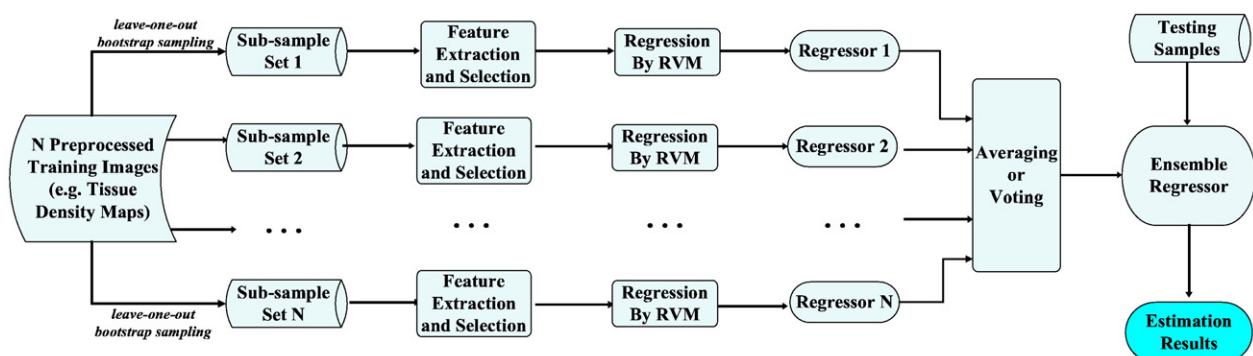 leave-one-out
bootstrap sampling
Sub-sample
Set 1
Feature
Extraction
and Selection
Regression
By RVM
Regressor 1
Testing
Samples
N Preprocessed
Training Images
(e.g. Tissue
Density Maps)
Sub-sample
Set 2
Feature
Extraction
and Selection
Regression
By RVM
Regressor 2
Averaging
or
Voting
Ensemble
Regressor
...
...
...
...
leave-one-out
bootstrap sampling
Sub-sample
Set N
Feature
Extraction
and Selection
Regression
By RVM
Regressor N
Estimation
Results